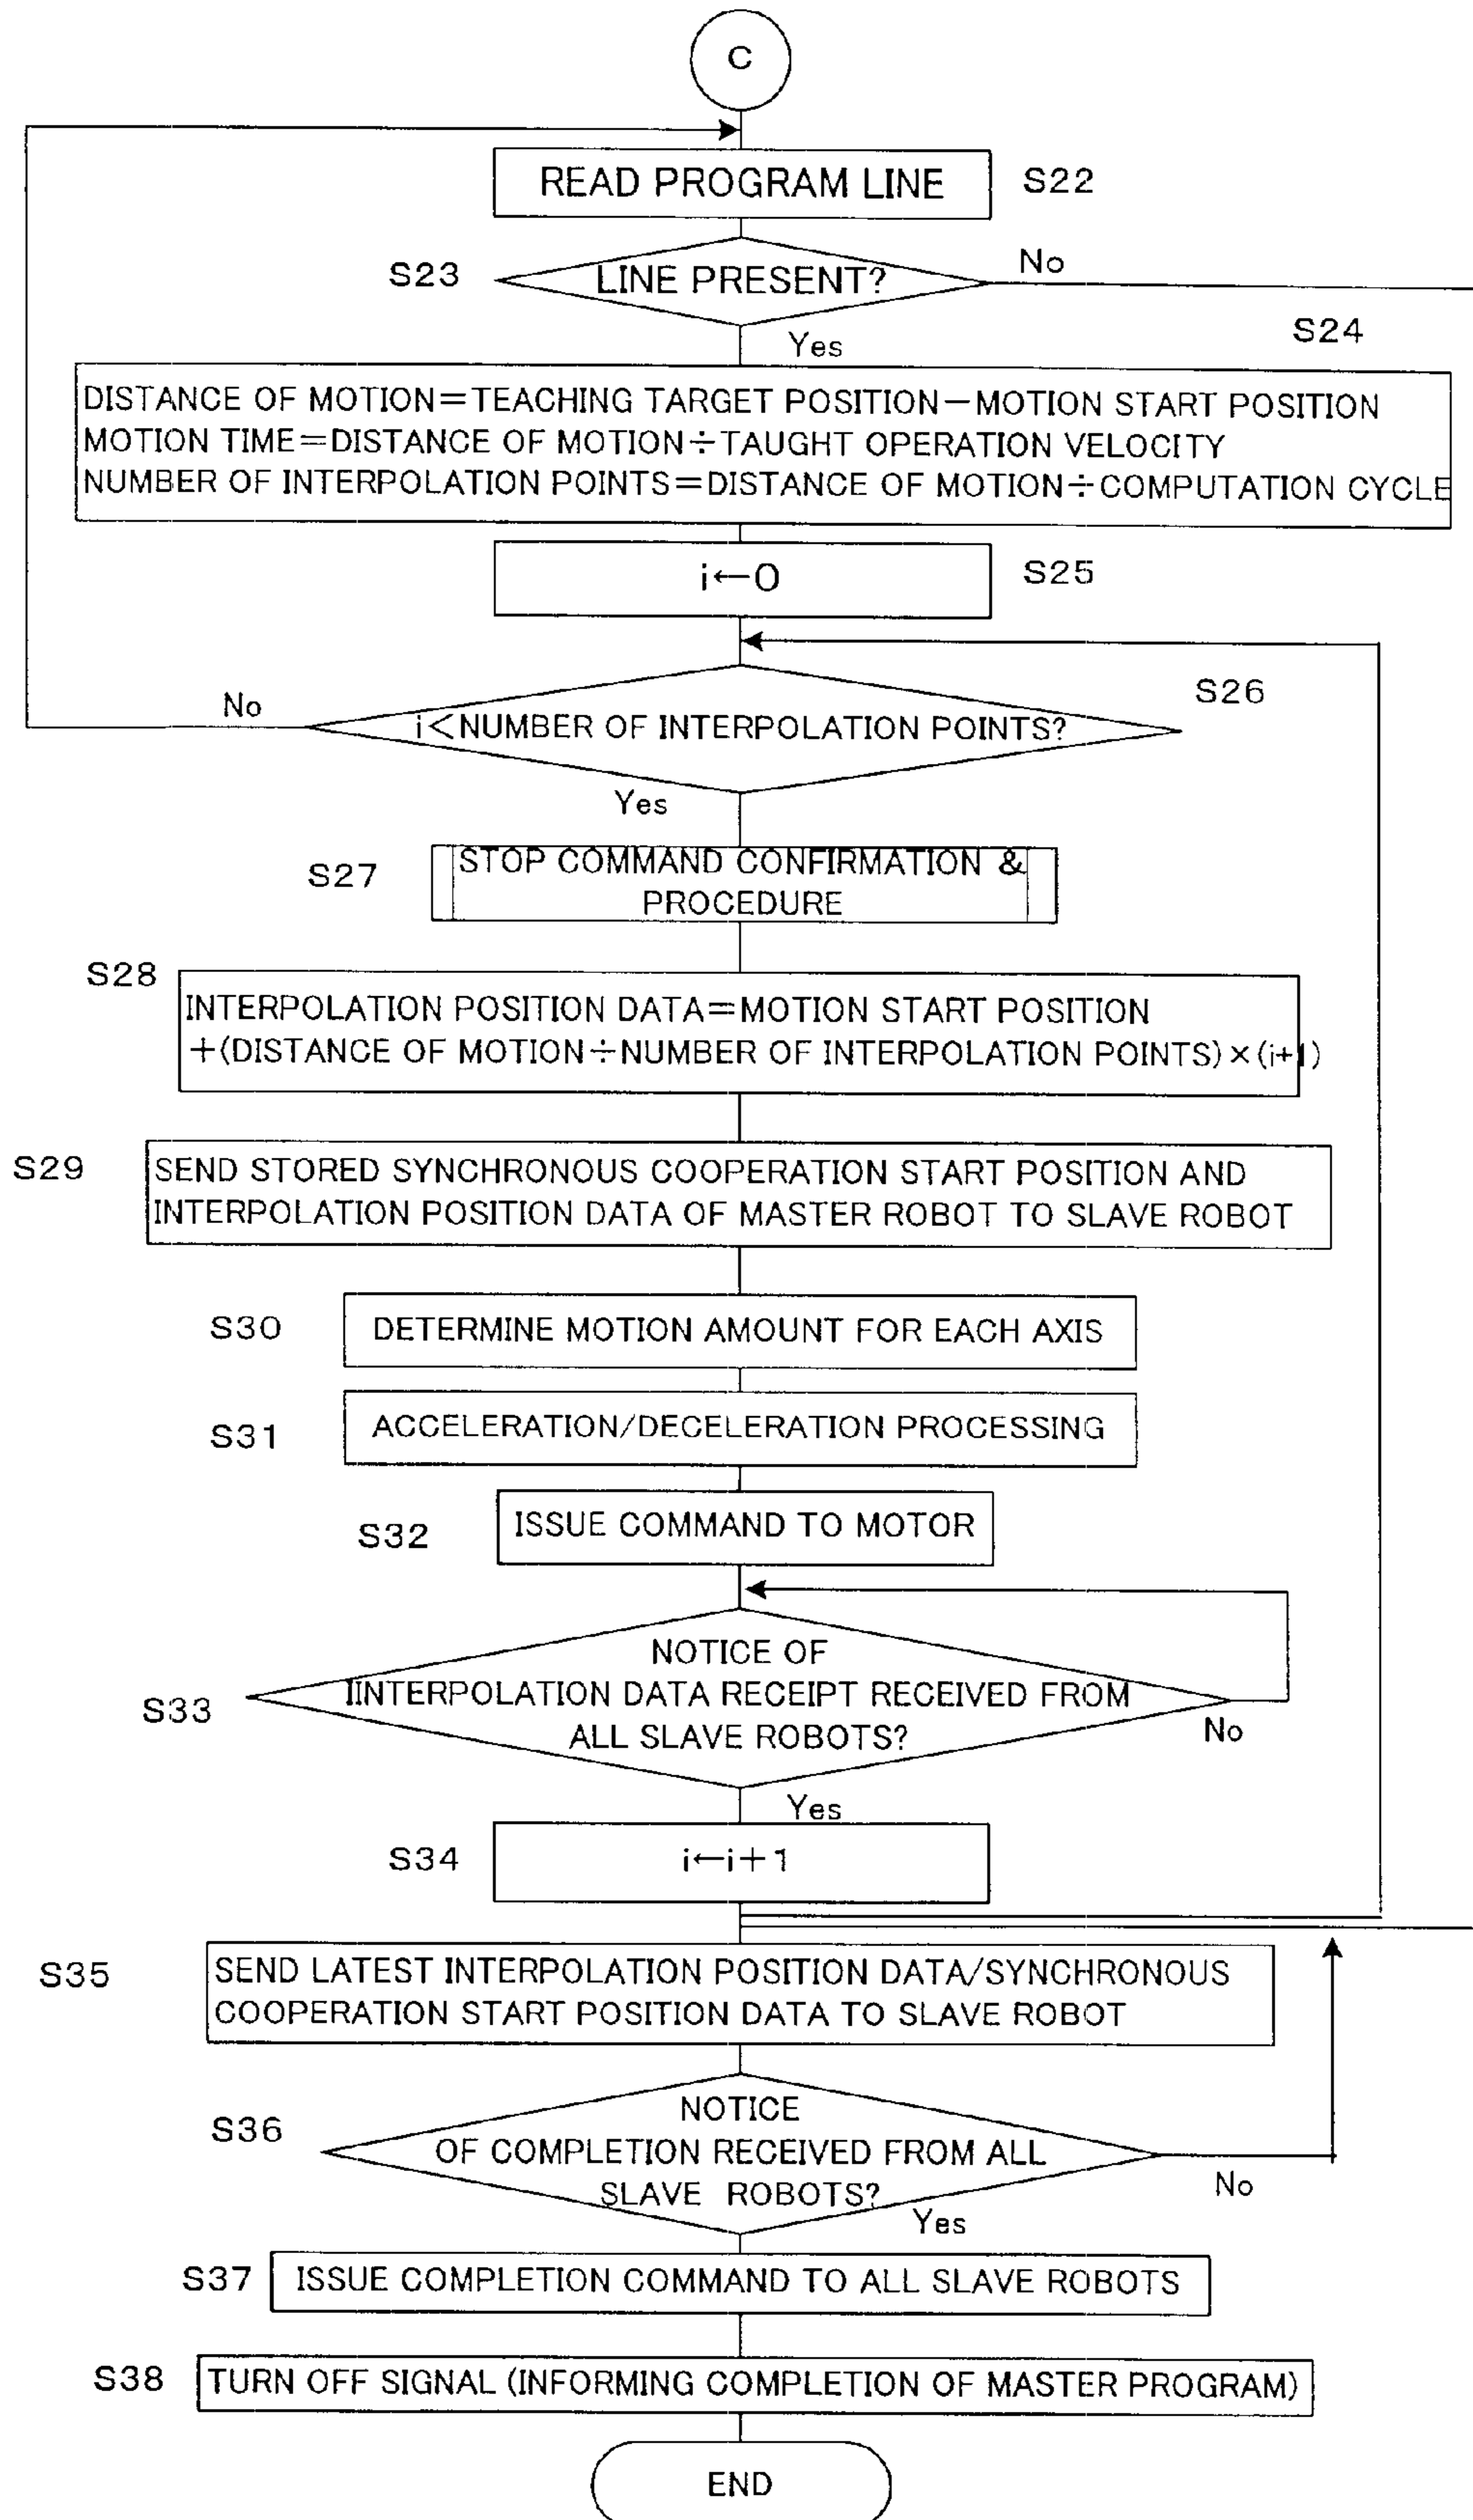 C
READ PROGRAM LINE
S22
S23
LINE PRESENT?
No
Yes
S24
DISTANCE OF MOTION=TEACHING TARGET POSITION−MOTION START POSITION
MOTION TIME=DISTANCE OF MOTION÷TAUGHT OPERATION VELOCITY
NUMBER OF INTERPOLATION POINTS=DISTANCE OF MOTION÷COMPUTATION CYCLE
i←0
S25
S26
No
i<NUMBER OF INTERPOLATION POINTS?
Yes
S27
STOP COMMAND CONFIRMATION &
PROCEDURE
S28
INTERPOLATION POSITION DATA=MOTION START POSITION
+(DISTANCE OF MOTION÷NUMBER OF INTERPOLATION POINTS)×(i+1)
S29
SEND STORED SYNCHRONOUS COOPERATION START POSITION AND
INTERPOLATION POSITION DATA OF MASTER ROBOT TO SLAVE ROBOT
S30
DETERMINE MOTION AMOUNT FOR EACH AXIS
S31
ACCELERATION/DECELERATION PROCESSING
S32
ISSUE COMMAND TO MOTOR
S33
NOTICE OF
IINTERPOLATION DATA RECEIPT RECEIVED FROM
ALL SLAVE ROBOTS?
No
Yes
S34
i←i+1
S35
SEND LATEST INTERPOLATION POSITION DATA/SYNCHRONOUS
COOPERATION START POSITION DATA TO SLAVE ROBOT
S36
NOTICE
OF COMPLETION RECEIVED FROM ALL
SLAVE ROBOTS?
No
Yes
S37
ISSUE COMPLETION COMMAND TO ALL SLAVE ROBOTS
S38
TURN OFF SIGNAL (INFORMING COMPLETION OF MASTER PROGRAM)
END